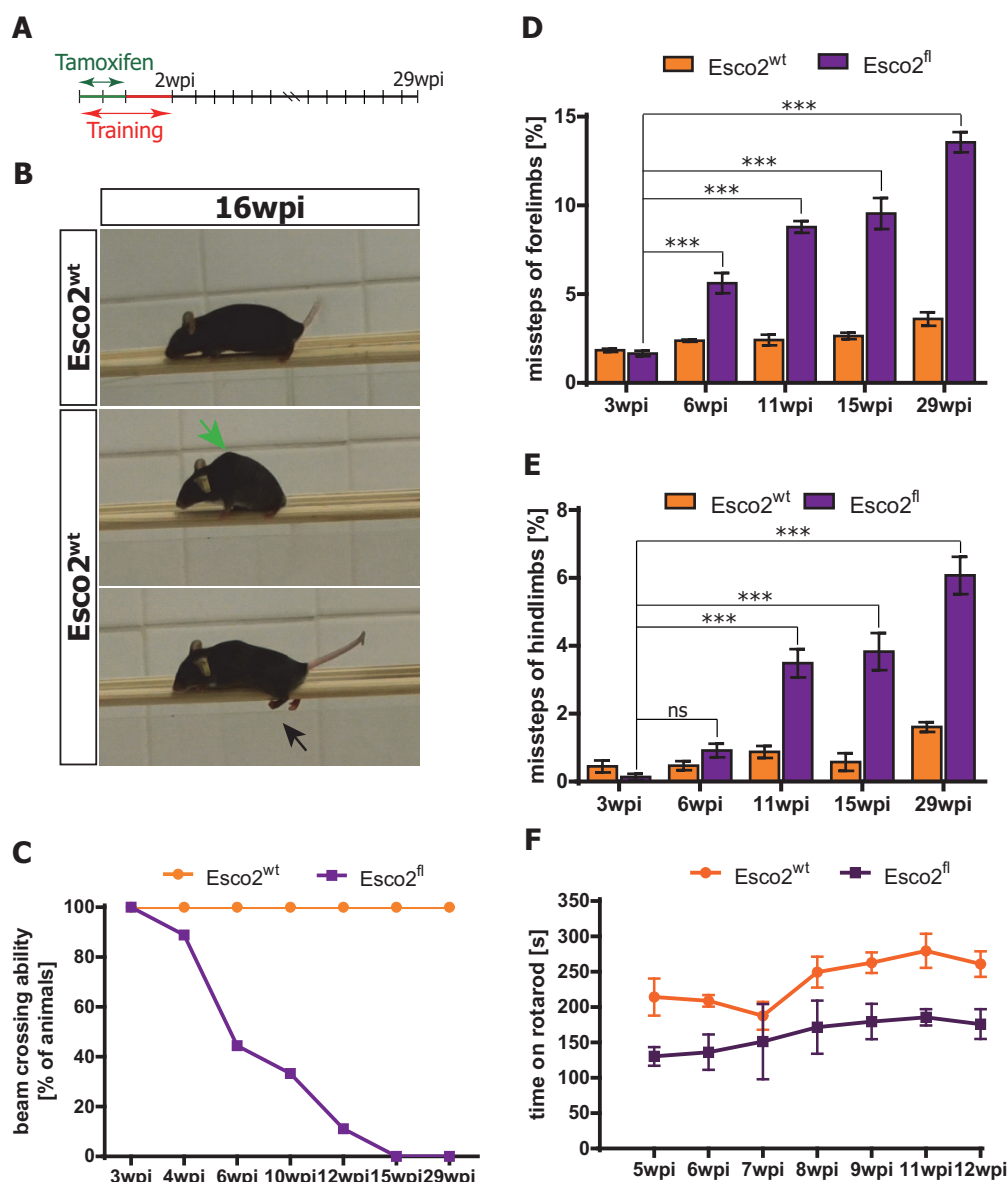 A
Tamoxifen
2wpi
29wpi
Training
B
16wpi
Esco2wt
Esco2wt
C
Esco2wt
Esco2fl
beam crossing ability
[% of animals]
100
80
60
40
20
0
3wpi 4wpi 6wpi 10wpi 12wpi 15wpi 29wpi
D
Esco2wt
Esco2fl
missteps of forelimbs [%]
15
10
5
0
***
***
***
***
3wpi 6wpi 11wpi 15wpi 29wpi
E
Esco2wt
Esco2fl
missteps of hindlimbs [%]
8
6
4
2
0
***
***
***
ns
3wpi 6wpi 11wpi 15wpi 29wpi
F
Esco2wt
Esco2fl
time on rotarod [s]
350
300
250
200
150
100
50
0
5wpi 6wpi 7wpi 8wpi 9wpi 11wpi 12wpi